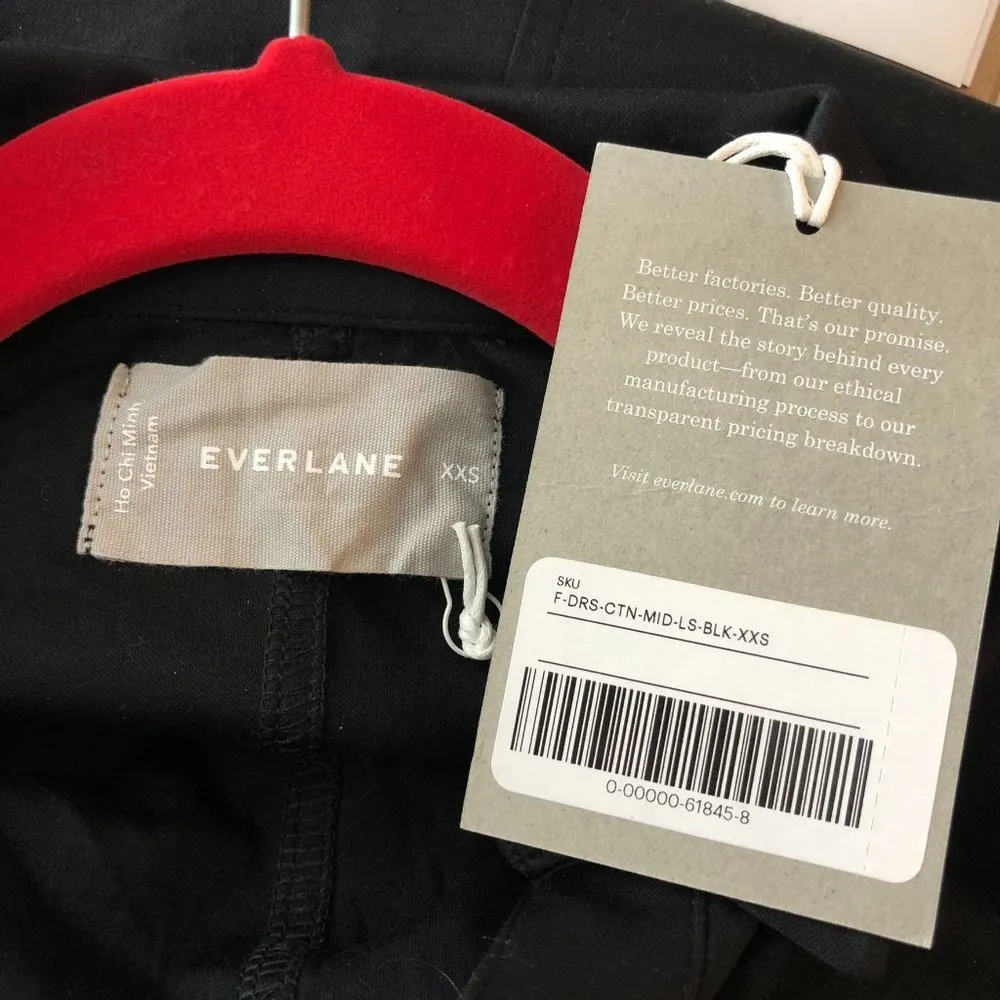 Ho Chi Minh
Vietnam
EVERLANE
XXS
Better factories. Better quality.
Better prices. That's our promise.
We reveal the story behind every
product—from our ethical
manufacturing process to our
transparent pricing breakdown.
Visit everlane.com to learn more.
SKU
F-DRS-CTN-MID-LS-BLK-XXS
0-00000-61845-8